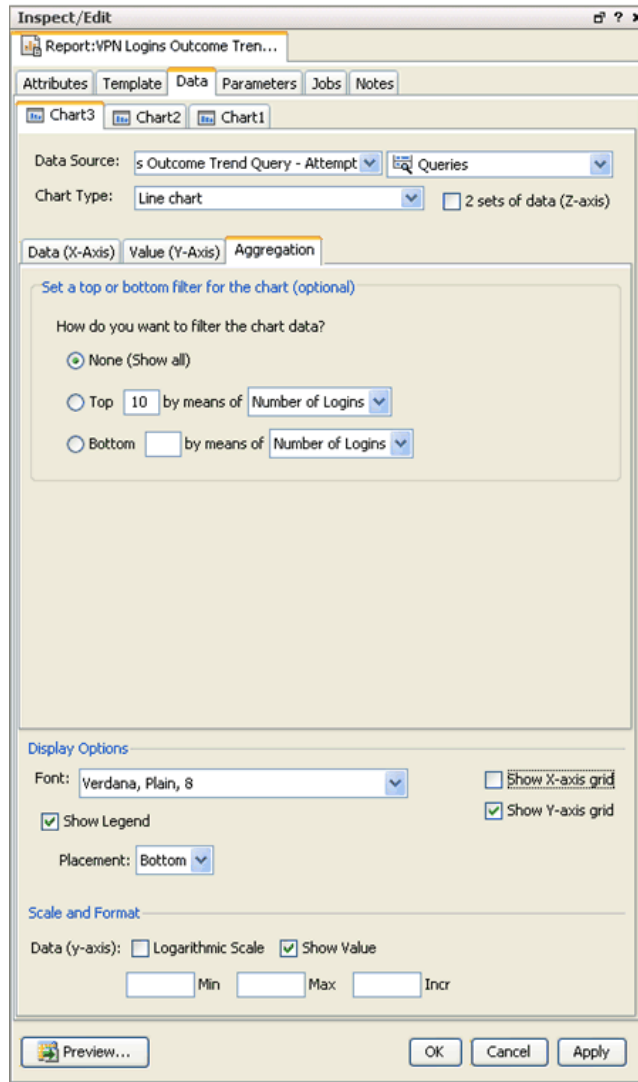 Inspect/Edit
Report:VPN Logins Outcome Tren...
Attributes Template Data Parameters Jobs Notes
Chart3 Chart2 Chart1
Data Source: s Outcome Trend Query - Attempt Queries
Chart Type: Line chart 2 sets of data (Z-axis)
Data (X-Axis) Value (Y-Axis) Aggregation
Set a top or bottom filter for the chart (optional)
How do you want to filter the chart data?
None (Show all)
Top 10 by means of Number of Logins
Bottom by means of Number of Logins
Display Options
Font: Verdana, Plain, 8 Show X-axis grid
Show Legend Show Y-axis grid
Placement: Bottom
Scale and Format
Data (y-axis): Logarithmic Scale Show Value
Min Max Incr
Preview... OK Cancel Apply